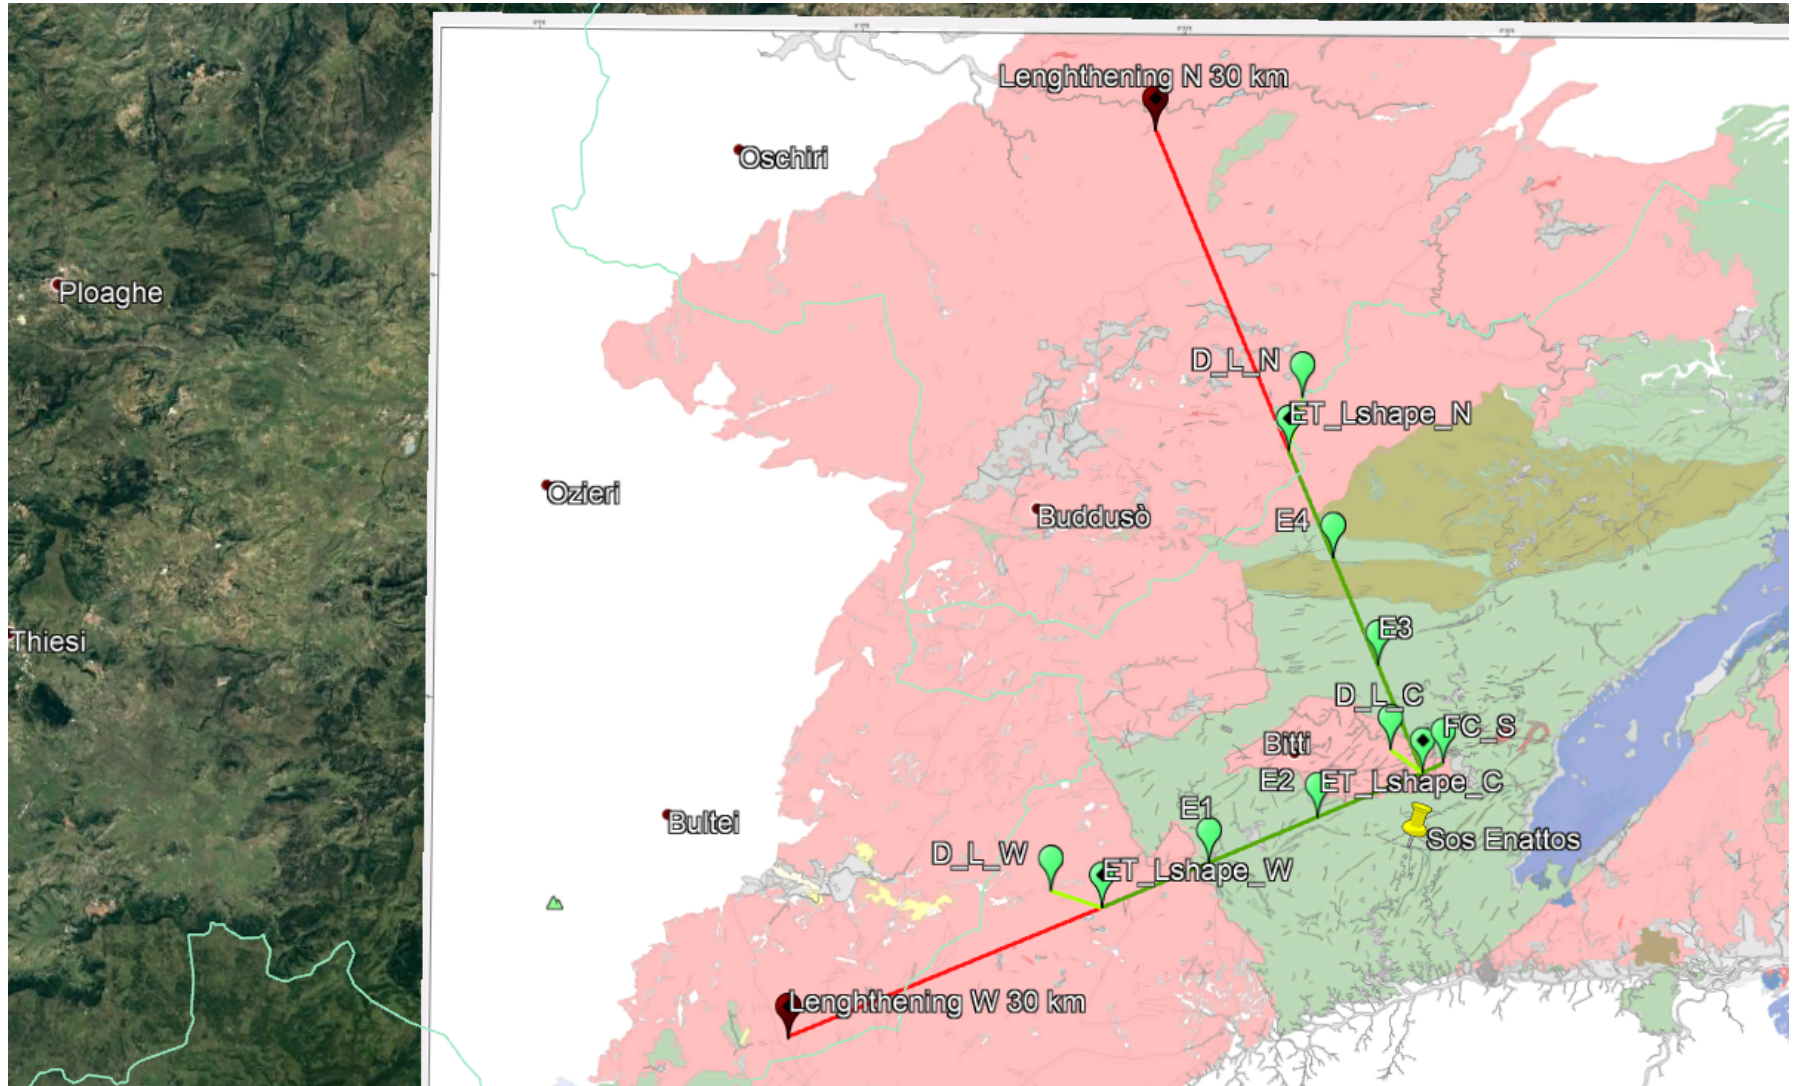 Lenghthening N 30 km
Oschiri
Ploaghe
D_L_N
ET_Lshape_N
Ozieri
Buddusò
E4
Thiesi
E3
D_L_C
FC_S
Bitti
E2
ET_Lshape_C
E1
Bultei
Sos Enattos
D_L_W
ET_Lshape_W
Lenghthening W 30 km